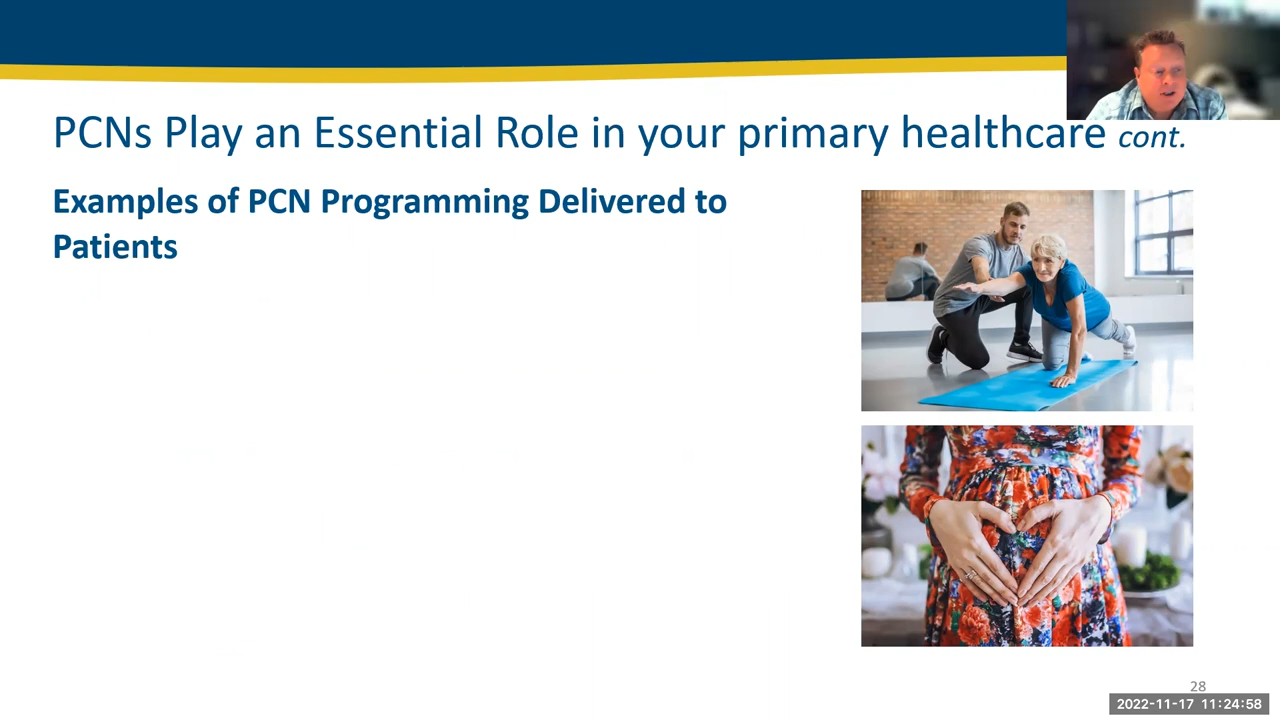 PCNs Play an Essential Role in your primary healthcare cont.
Examples of PCN Programming Delivered to
Patients
28
2022-11-17 11:24:58